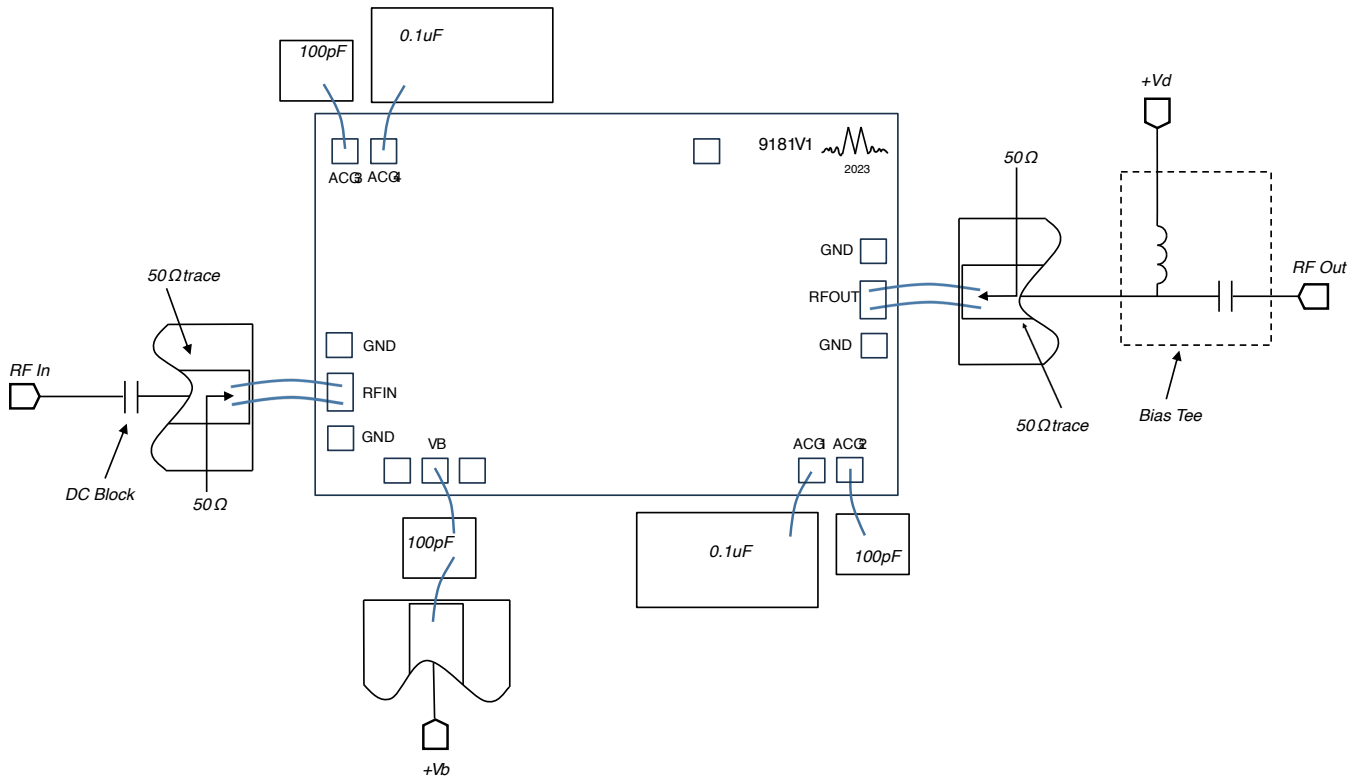 0.1uF
100pF
+Vd
9181V1
2023
ACG3 ACG4
50Ω
GND
RF Out
RFOUT
50Ω trace
GND
GND
RF In
RFIN
Bias Tee
50Ω trace
GND
VB
ACG1 ACG2
DC Block
50Ω
100pF
0.1uF
100pF
+Vb